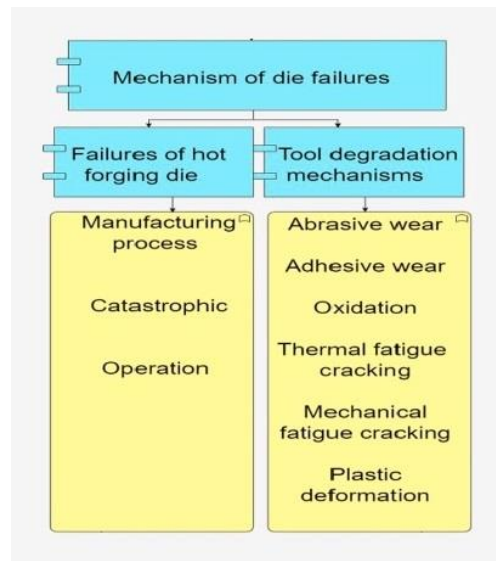 Mechanism of die failures
Failures of hot
forging die
Tool degradation
mechanisms
Manufacturing
process
Catastrophic
Operation
Abrasive wear
Adhesive wear
Oxidation
Thermal fatigue
cracking
Mechanical
fatigue cracking
Plastic
deformation